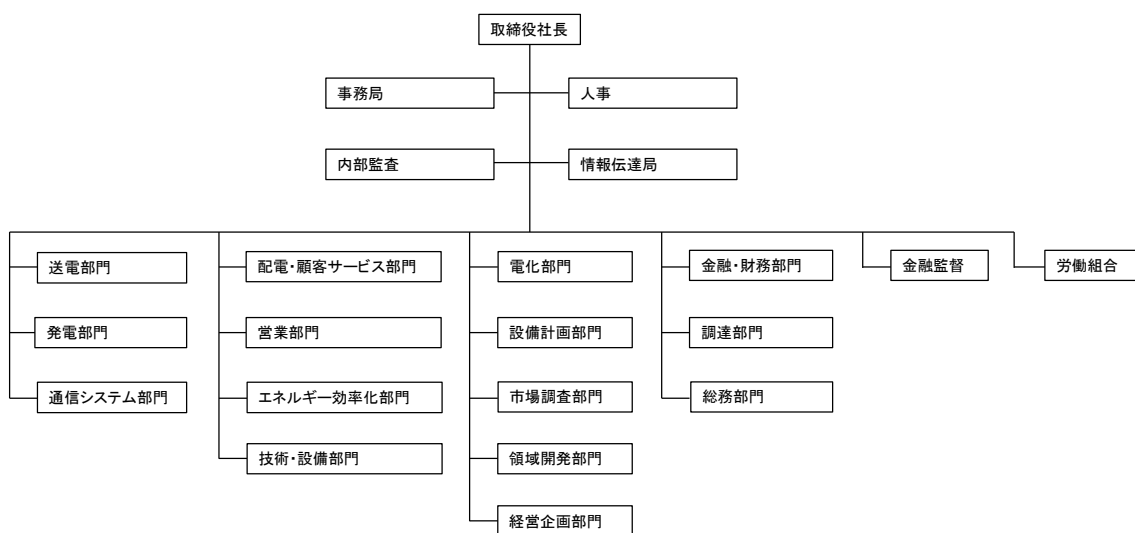 取締役社長
事務局
人事
内部監査
情報伝達局
送電部門
配電・顧客サービス部門
電化部門
金融・財務部門
金融監督
労働組合
発電部門
営業部門
設備計画部門
調達部門
通信システム部門
エネルギー効率化部門
市場調査部門
総務部門
技術・設備部門
領域開発部門
経営企画部門